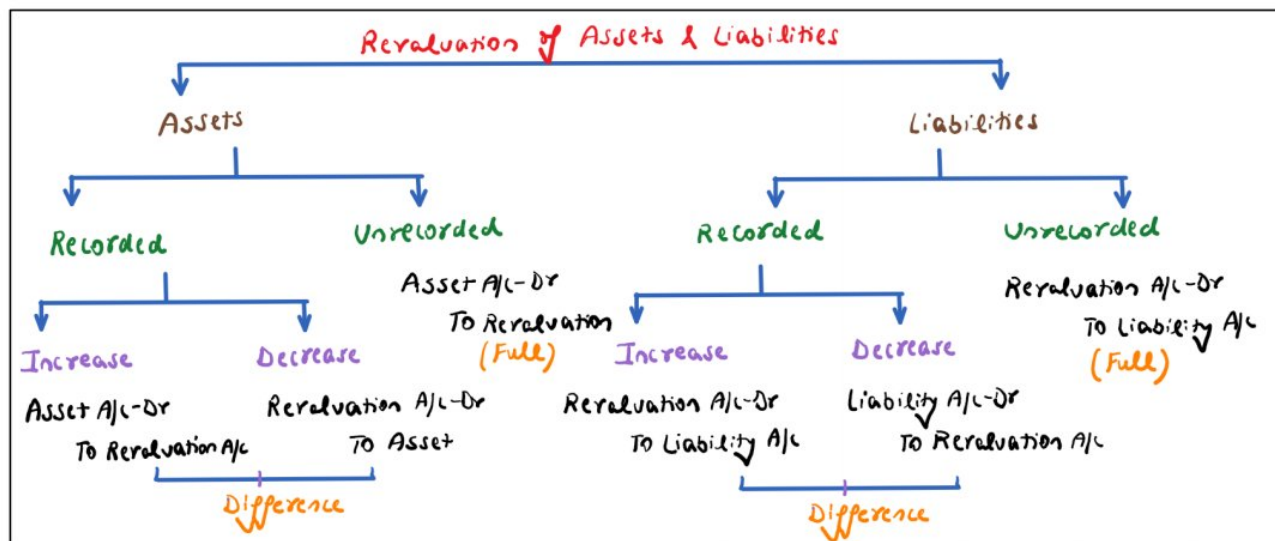 Revaluation of Assets & Liabilities
Assets
Liabilities
Recorded
Unrecorded
Recorded
Unrecorded
Asset A/c-Dr
To Revaluation
(Full)
Revaluation A/c-Dr
To Liability A/c
(Full)
Increase
Decrease
Increase
Decrease
Asset A/c-Dr
To Revaluation A/c
Revaluation A/c-Dr
To Asset
Revaluation A/c-Dr
To Liability A/c
Liability A/c-Dr
To Revaluation A/c
Difference
Difference